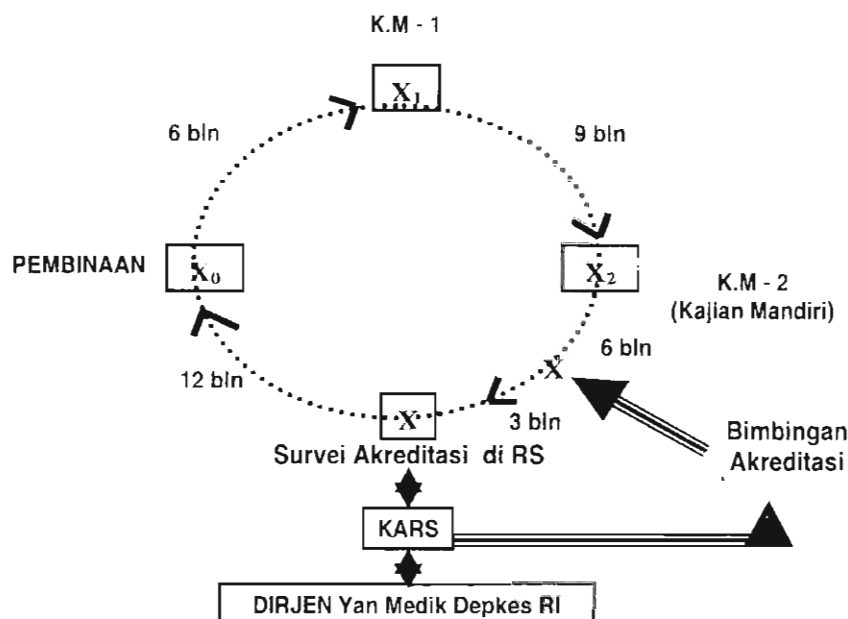 K.M - 1
X1
6 bln
9 bln
PEMBINAAN
X0
X2
K.M - 2
(Kajian Mandiri)
6 bln
X
12 bln
3 bln
X
Survei Akreditasi di RS
Bimbingan
Akreditasi
KARS
DIRJEN Yan Medik Depkes RI